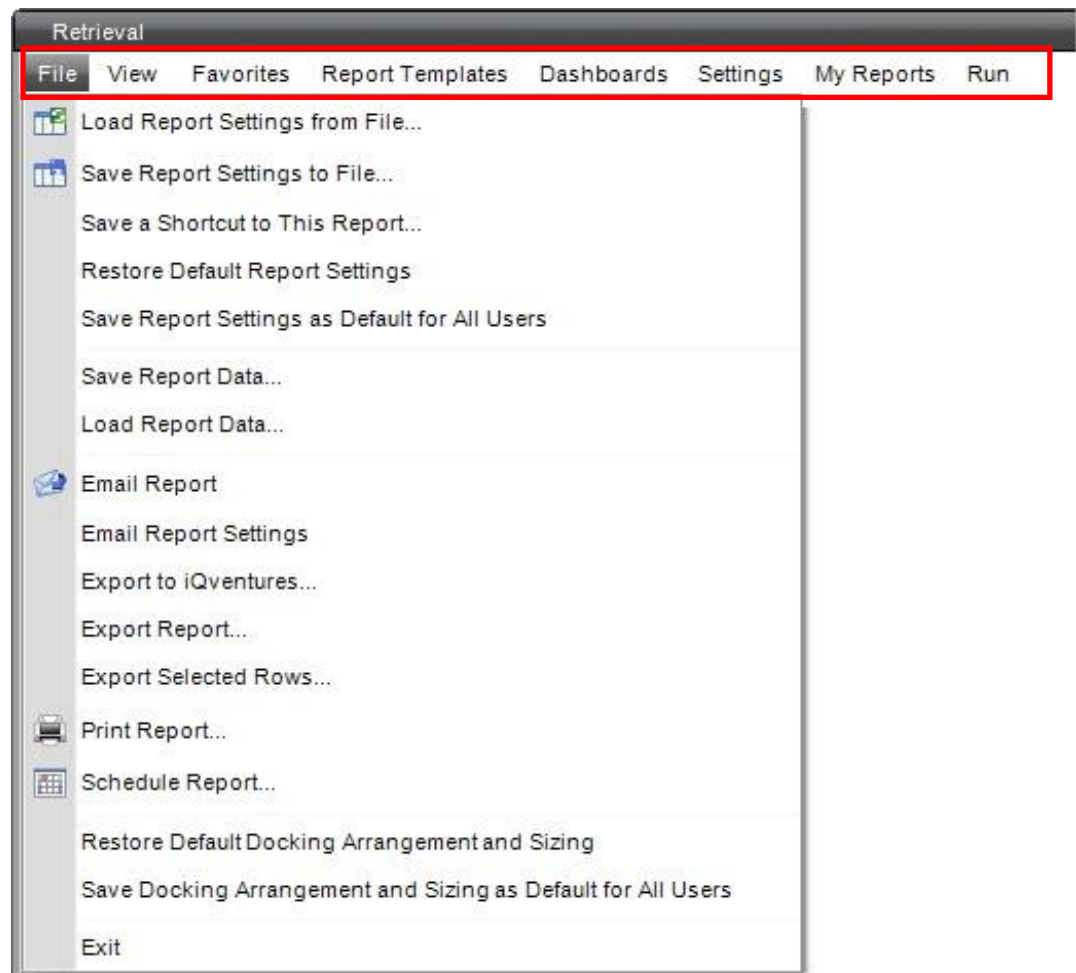 Retrieval
File View Favorites Report Templates Dashboards Settings My Reports Run
Load Report Settings from File...
Save Report Settings to File...
Save a Shortcut to This Report...
Restore Default Report Settings
Save Report Settings as Default for All Users
Save Report Data...
Load Report Data...
Email Report
Email Report Settings
Export to iQventures...
Export Report...
Export Selected Rows...
Print Report...
Schedule Report...
Restore Default Docking Arrangement and Sizing
Save Docking Arrangement and Sizing as Default for All Users
Exit